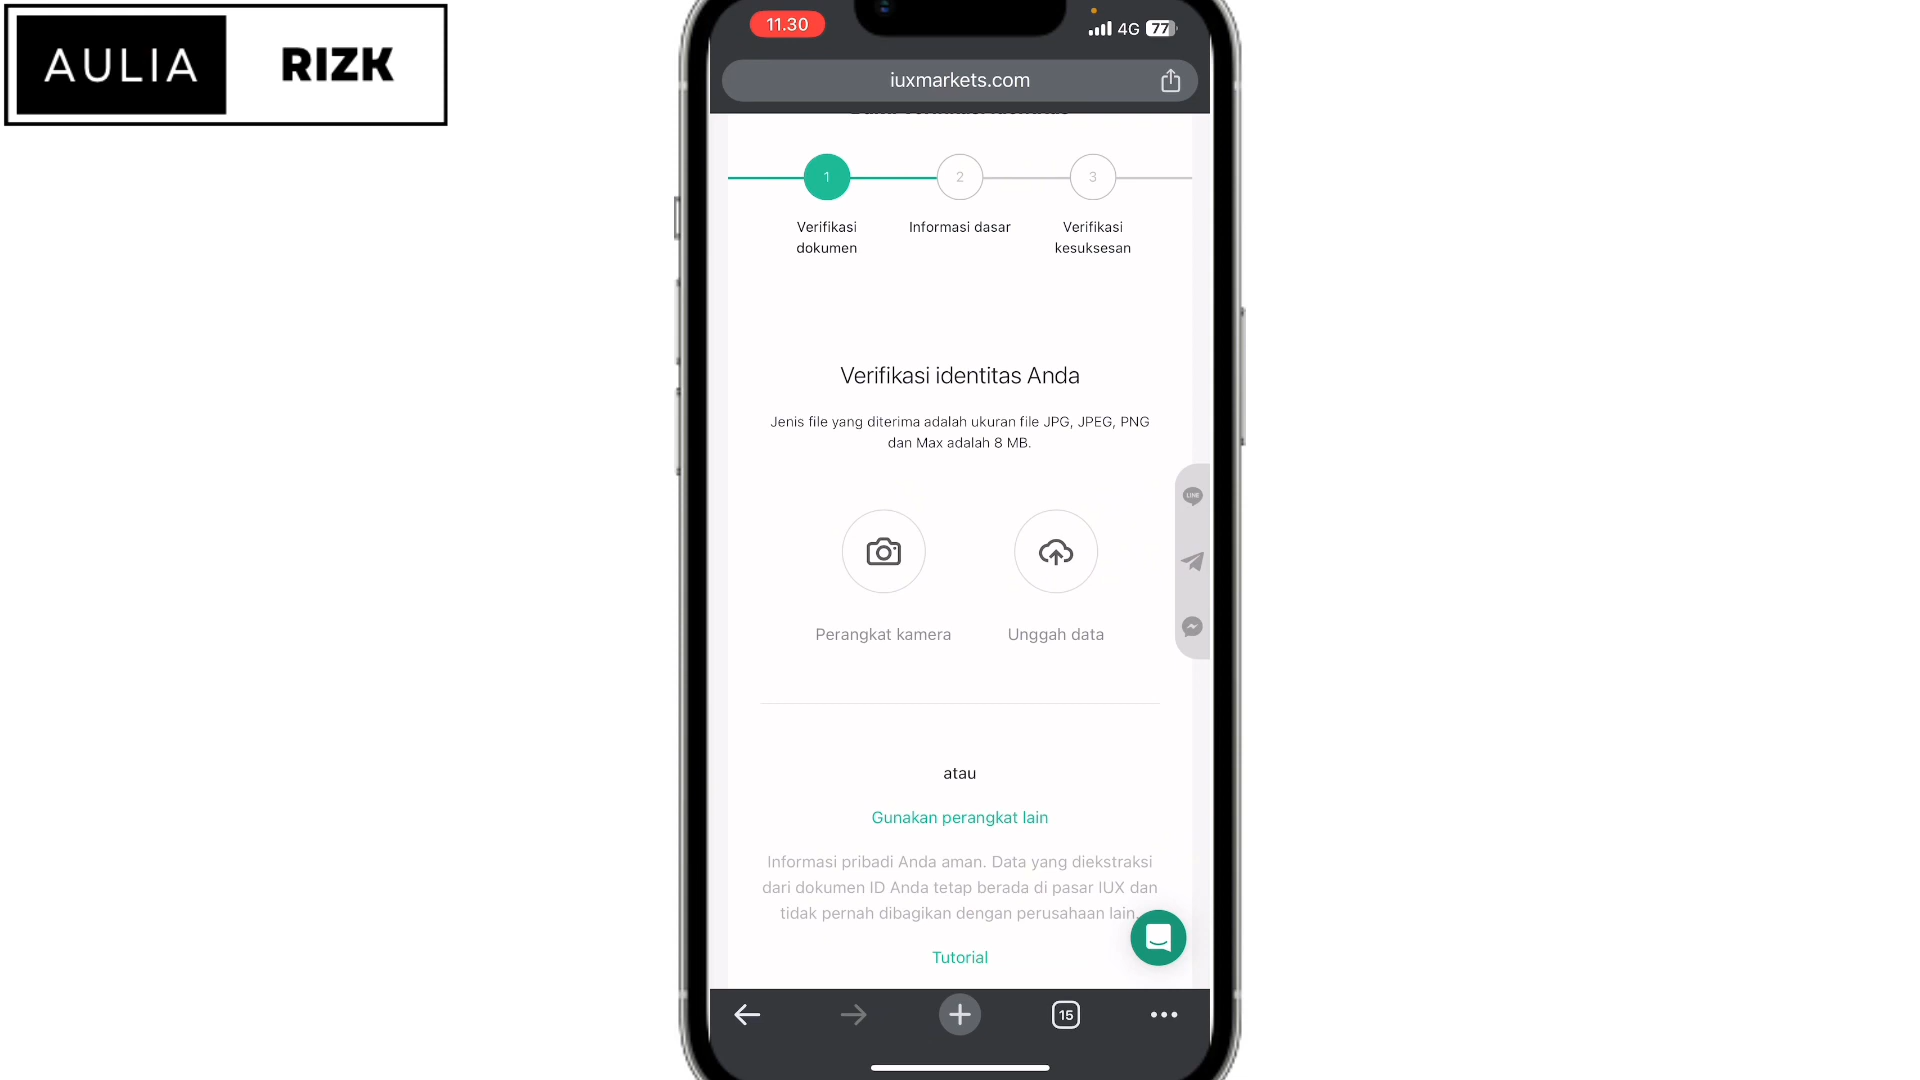 AULIA RIZK
11.30
4G 77
iuxmarkets.com
1 2 3
Verifikasi dokumen
Informasi dasar
Verifikasi kesuksesan
Verifikasi identitas Anda
Jenis file yang diterima adalah ukuran file JPG, JPEG, PNG
dan Max adalah 8 MB.
LINE
Perangkat kamera
Unggah data
atau
Gunakan perangkat lain
Informasi pribadi Anda aman. Data yang diekstraksi
dari dokumen ID Anda tetap berada di pasar IUX dan
tidak pernah dibagikan dengan perusahaan lain.
Tutorial
15